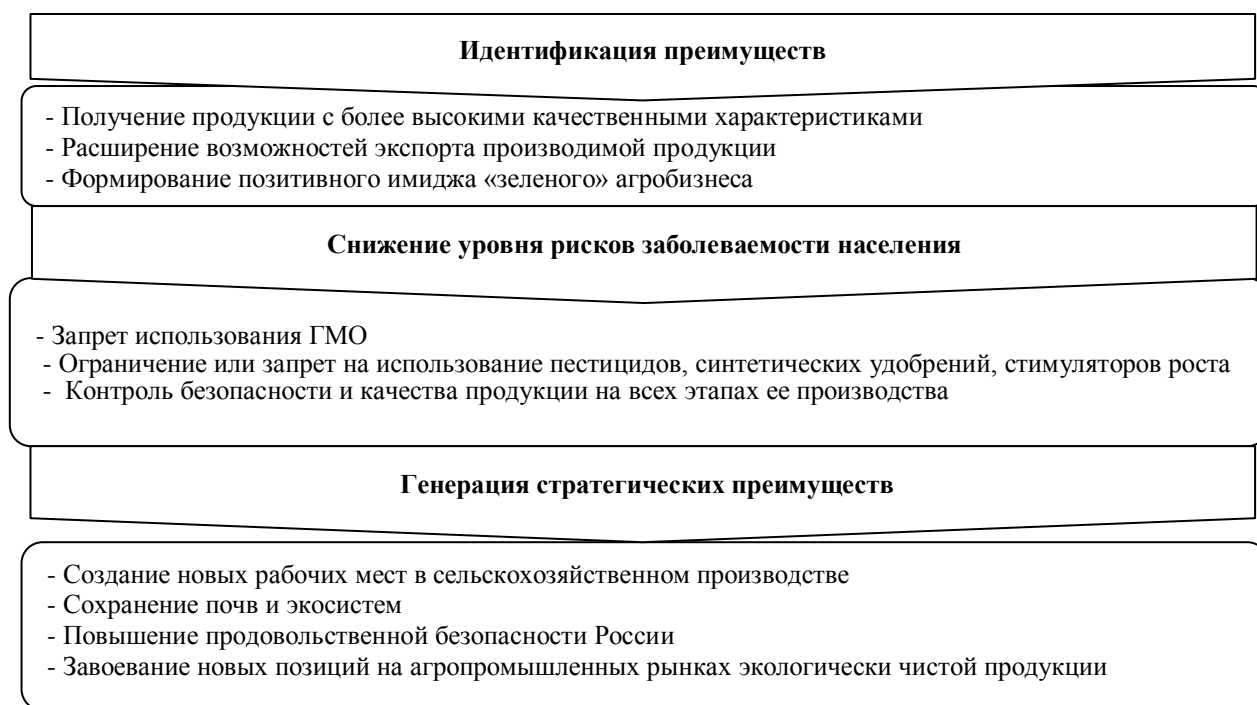 Идентификация преимуществ
- Получение продукции с более высокими качественными характеристиками
- Расширение возможностей экспорта производимой продукции
- Формирование позитивного имиджа «зеленого» агробизнеса
Снижение уровня рисков заболеваемости населения
- Запрет использования ГМО
- Ограничение или запрет на использование пестицидов, синтетических удобрений, стимуляторов роста
- Контроль безопасности и качества продукции на всех этапах ее производства
Генерация стратегических преимуществ
- Создание новых рабочих мест в сельскохозяйственном производстве
- Сохранение почв и экосистем
- Повышение продовольственной безопасности России
- Завоевание новых позиций на агропромышленных рынках экологически чистой продукции